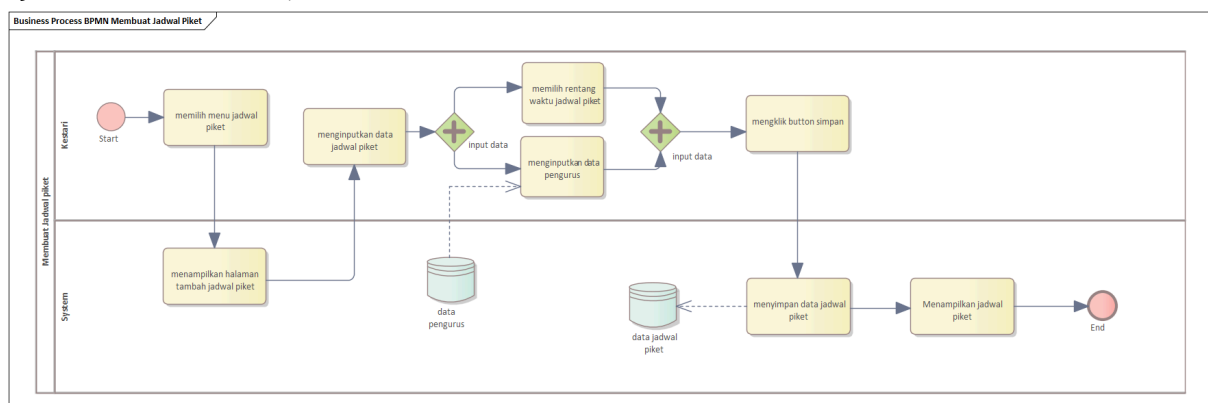 Business Process BPMN Membuat Jadwal Piket
Membuat Jadwal piket
Kestari
Start
memilih menu jadwal
piket
menginputkan data
jadwal piket
input data
memilih rentang
waktu jadwal piket
menginputkan data
pengurus
input data
mengklik button simpan
System
menampilkan halaman
tambah jadwal piket
data
pengurus
data jadwal
piket
menyimpan data jadwal
piket
Menampilkan jadwal
piket
End